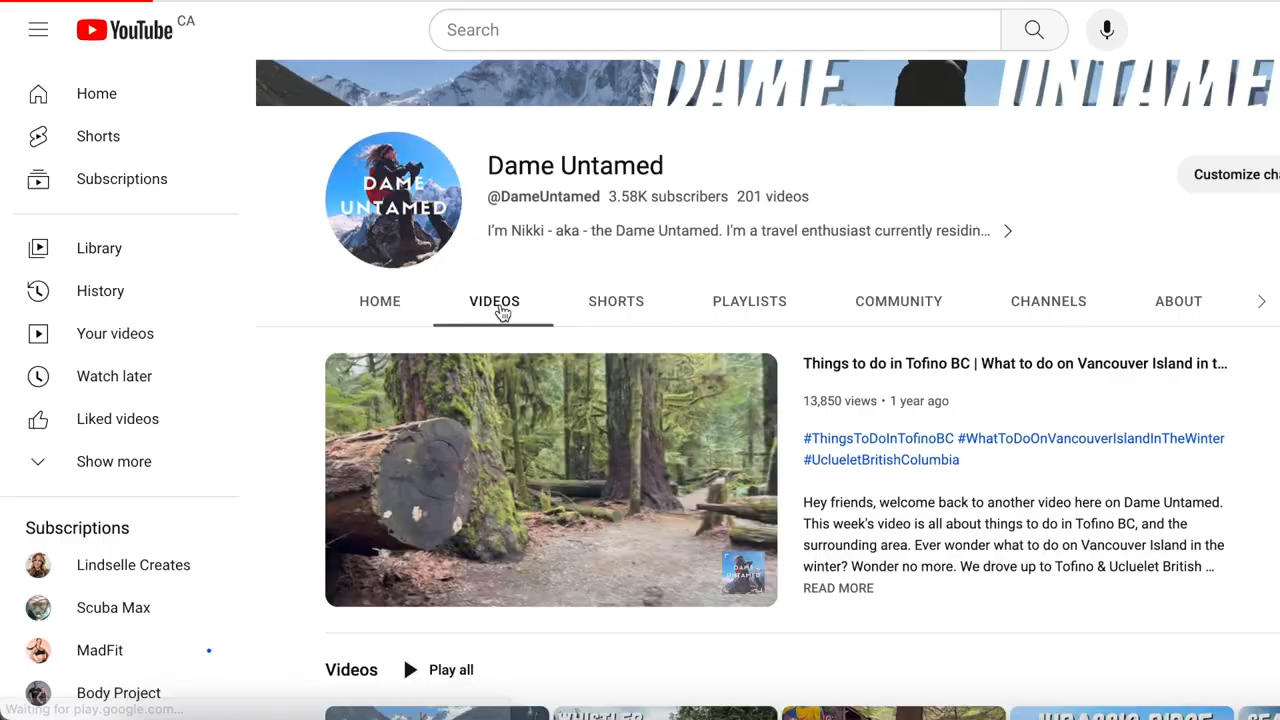 YouTube CA
Search
Home
Shorts
Subscriptions
Library
History
Your videos
Watch later
Liked videos
Show more
Subscriptions
Lindselle Creates
Scuba Max
MadFit
Body Project
Waiting for play.google.com...
DAME UNTAMED
DAME
UNTAMED
Dame Untamed
@DameUntamed 3.58K subscribers 201 videos
I'm Nikki - aka - the Dame Untamed. I'm a travel enthusiast currently residin...
Customize cha
HOME VIDEOS SHORTS PLAYLISTS COMMUNITY CHANNELS ABOUT
Things to do in Tofino BC | What to do on Vancouver Island in t...
13,850 views • 1 year ago
#ThingsToDoInTofinoBC #WhatToDoOnVancouverIslandInTheWinter
#UclueletBritishColumbia
Hey friends, welcome back to another video here on Dame Untamed.
This week's video is all about things to do in Tofino BC, and the
surrounding area. Ever wonder what to do on Vancouver Island in the
winter? Wonder no more. We drove up to Tofino & Ucluelet British ...
READ MORE
DAME
UNTAMED
Videos Play all
WHISTLER
JURASSIC RIDGE